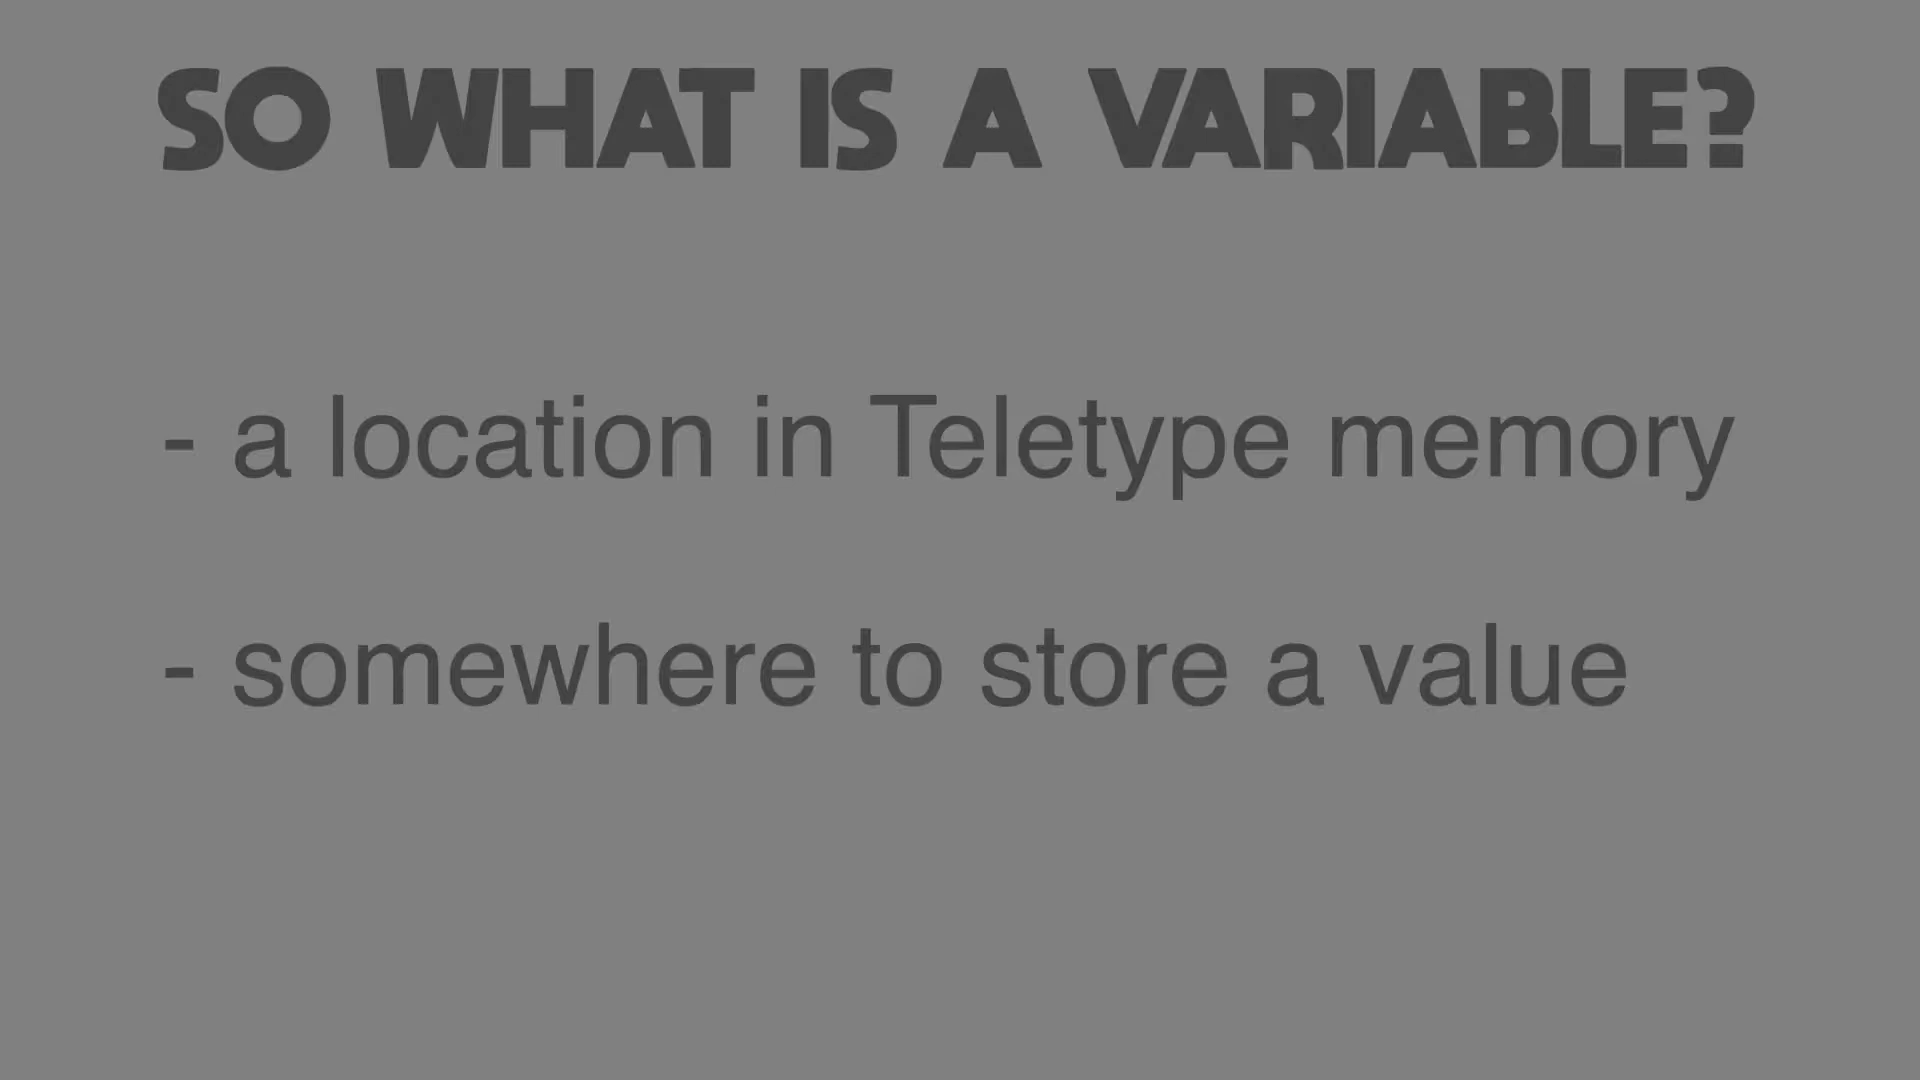 SO WHAT IS A VARIABLE?
- a location in Teletype memory
- somewhere to store a value